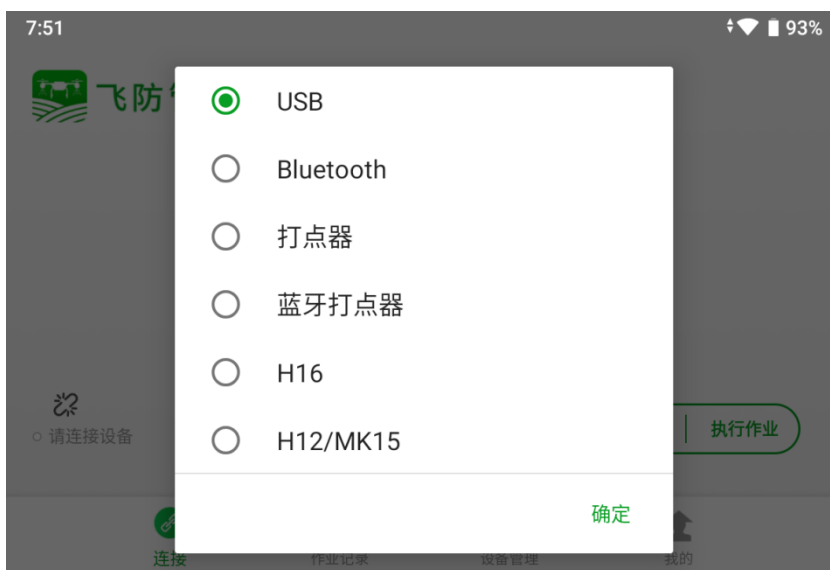 7:51
93%
飞防
USB
Bluetooth
打点器
蓝牙打点器
H16
H12/MK15
请连接设备
执行作业
确定
连接
作业记录
设备管理
我的